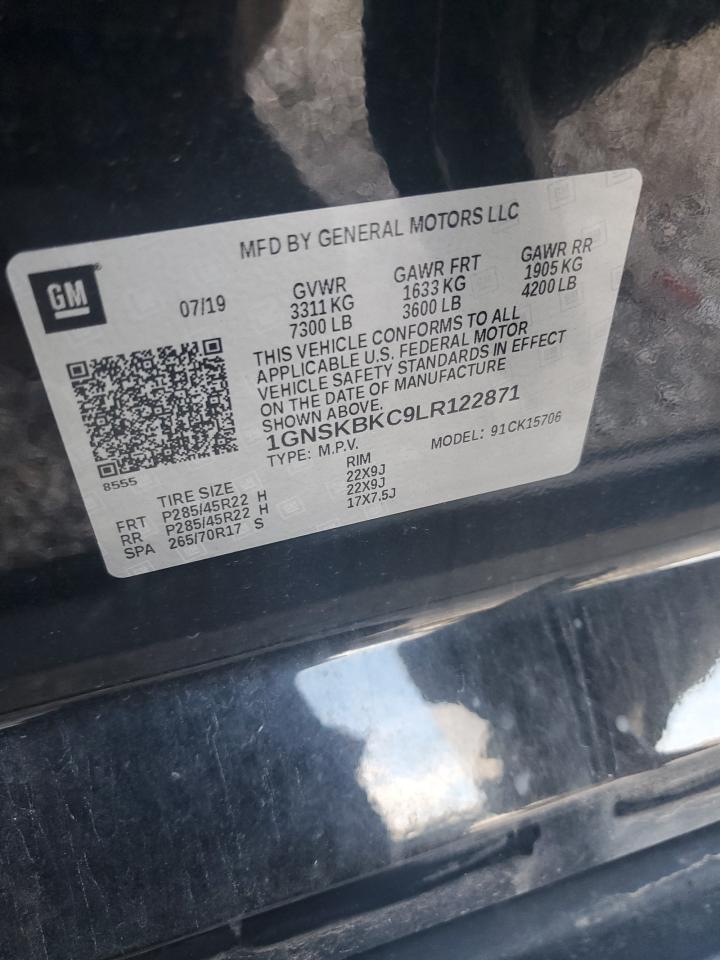 MFD BY GENERAL MOTORS LLC
GM
07/19
GVWR
3311 KG
7300 LB
GAWR FRT
1633 KG
3600 LB
GAWR RR
1905 KG
4200 LB
THIS VEHICLE CONFORMS TO ALL
APPLICABLE U.S. FEDERAL MOTOR
VEHICLE SAFETY STANDARDS IN EFFECT
ON THE DATE OF MANUFACTURE
SHOWN ABOVE.
1GNSKBKC9LR122871
TYPE: M.P.V.
MODEL: 91CK15706
8555
TIRE SIZE RIM
FRT P285/45R22 H 22X9J
RR P285/45R22 H 22X9J
SPA 265/70R17 S 17X7.5J